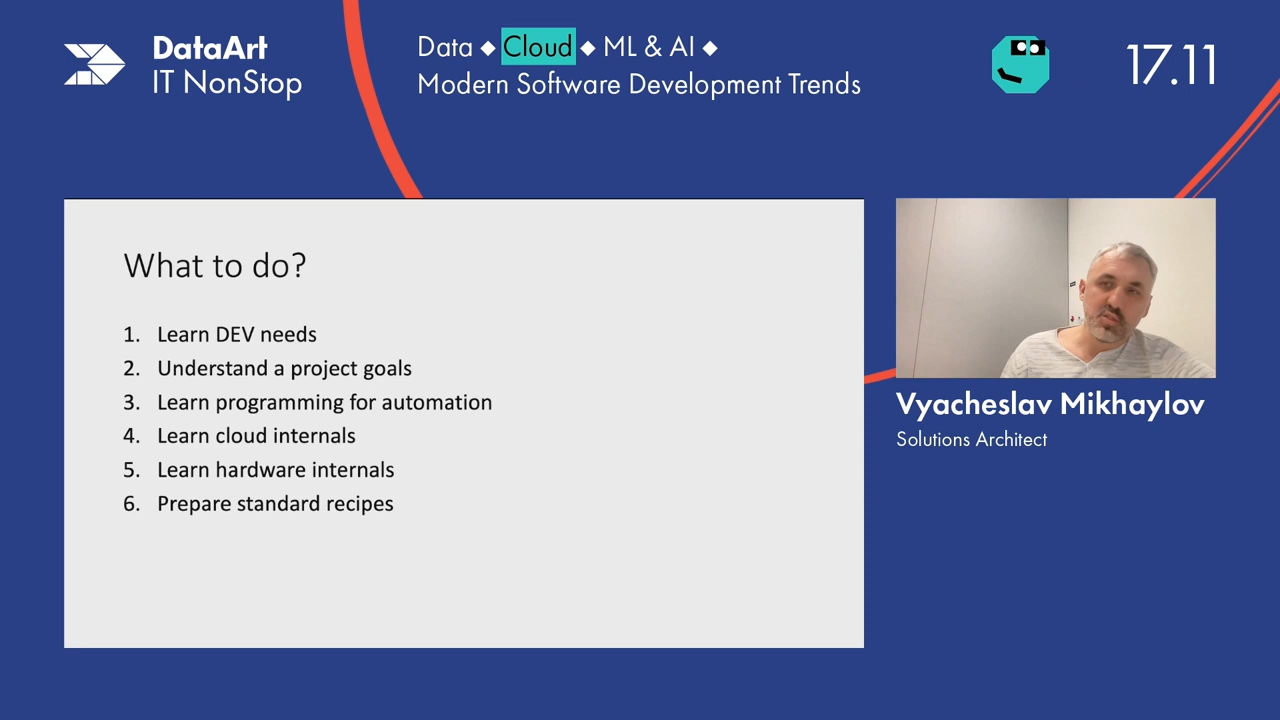 DataArt
IT NonStop
Data ◆ Cloud ◆ ML & AI ◆
Modern Software Development Trends
17.11
What to do?
1. Learn DEV needs
2. Understand a project goals
3. Learn programming for automation
4. Learn cloud internals
5. Learn hardware internals
6. Prepare standard recipes
Vyacheslav Mikhaylov
Solutions Architect